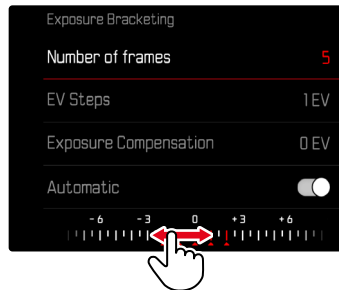 Exposure Bracketing
Number of frames 5
EV Steps 1 EV
Exposure Compensation 0 EV
Automatic
-6 -3 0 +3 +6